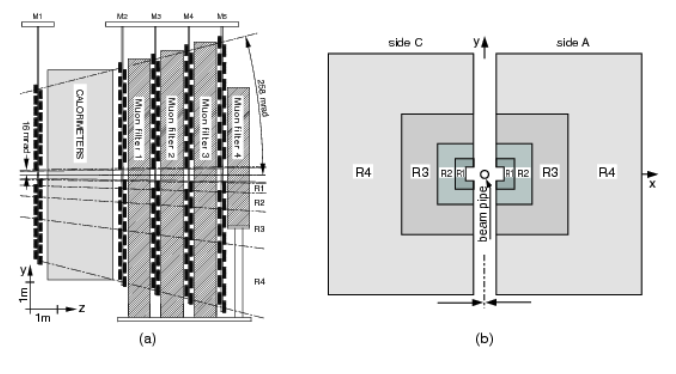 M1 M2 M3 M4 M5
258 mrad
16 mrad
CALORIMETERS
Muon filter 1
Muon filter 2
Muon filter 3
Muon filter 4
R1
R2
R3
R4
y
1m
z
1m
(a)
side C y side A
R4 R3 R2 R1 R1 R2 R3 R4
x
beam pipe
(b)